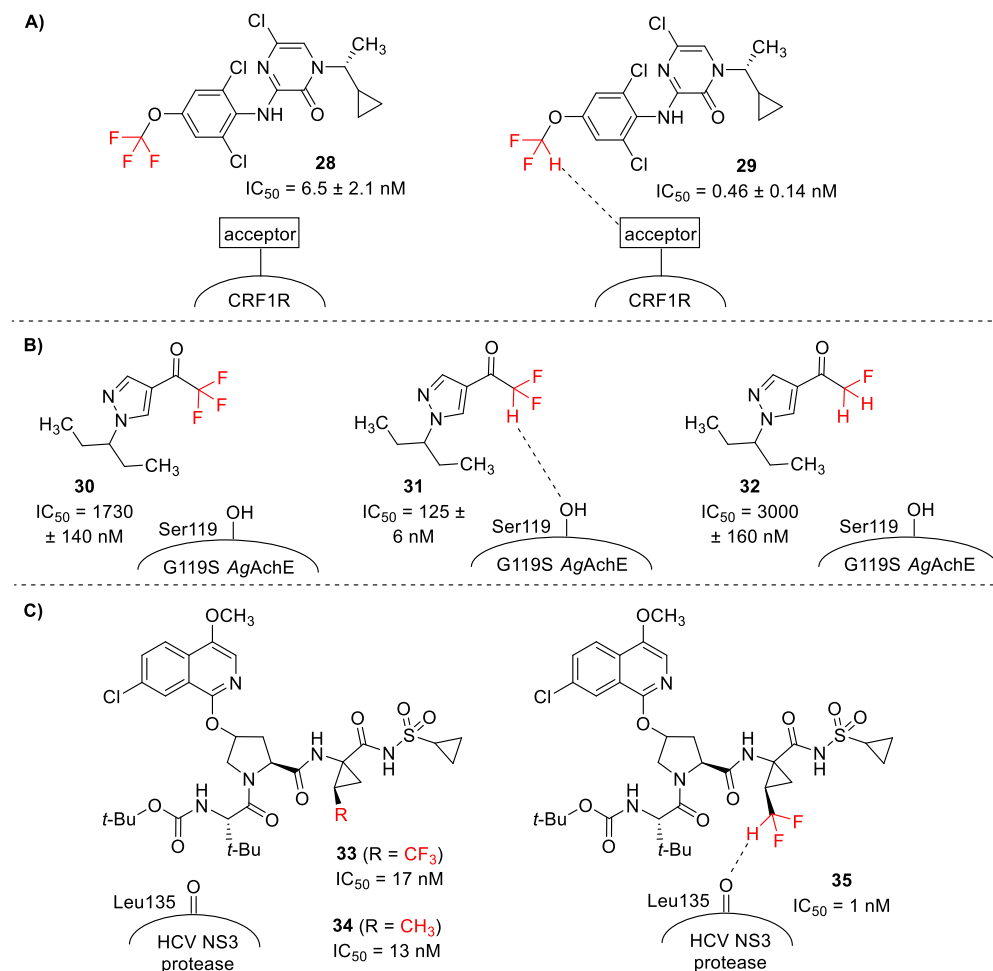 A)
Cl
CH3
N
N
Cl
N
H
O
O
F
F
F
Cl
28
IC50 = 6.5 ± 2.1 nM
acceptor
CRF1R
Cl
CH3
N
N
Cl
NH
O
O
F
F
H
Cl
29
IC50 = 0.46 ± 0.14 nM
acceptor
CRF1R
B)
O
F
F
F
N
N
H3C
CH3
30
IC50 = 1730
± 140 nM
OH
Ser119
G119S AgAchE
O
F
F
H
N
N
H3C
CH3
31
IC50 = 125 ±
6 nM
OH
Ser119
G119S AgAchE
O
F
H
H
N
N
H3C
CH3
32
IC50 = 3000
± 160 nM
OH
Ser119
G119S AgAchE
C)
OCH3
Cl
N
O
H
N
O
O
O
S
N
H
N
O
R
O
t-Bu
O
H
N
O
t-Bu
33 (R = CF3)
IC50 = 17 nM
34 (R = CH3)
IC50 = 13 nM
Leu135
O
HCV NS3
protease
OCH3
Cl
N
O
H
N
O
O
O
S
N
H
N
O
H
F
F
O
t-Bu
O
H
N
O
t-Bu
35
IC50 = 1 nM
Leu135
O
HCV NS3
protease